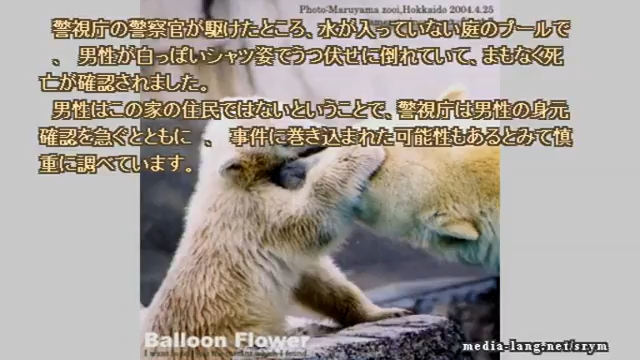 Photo:Maruyama zooi,Hokkaido 2004.4.25
警視庁の警察官が駆けたところ、水が入っていない庭のプールで
、 男性が白っぽいシャツ姿でうつ伏せに倒れていて、まもなく死
亡が確認されました。
男性はこの家の住民ではないということで、警視庁は男性の身元
確認を急ぐとともに 、 事件に巻き込まれた可能性もあるとみて慎
重に調べています。
Balloon Flower
media-lang.net/srym